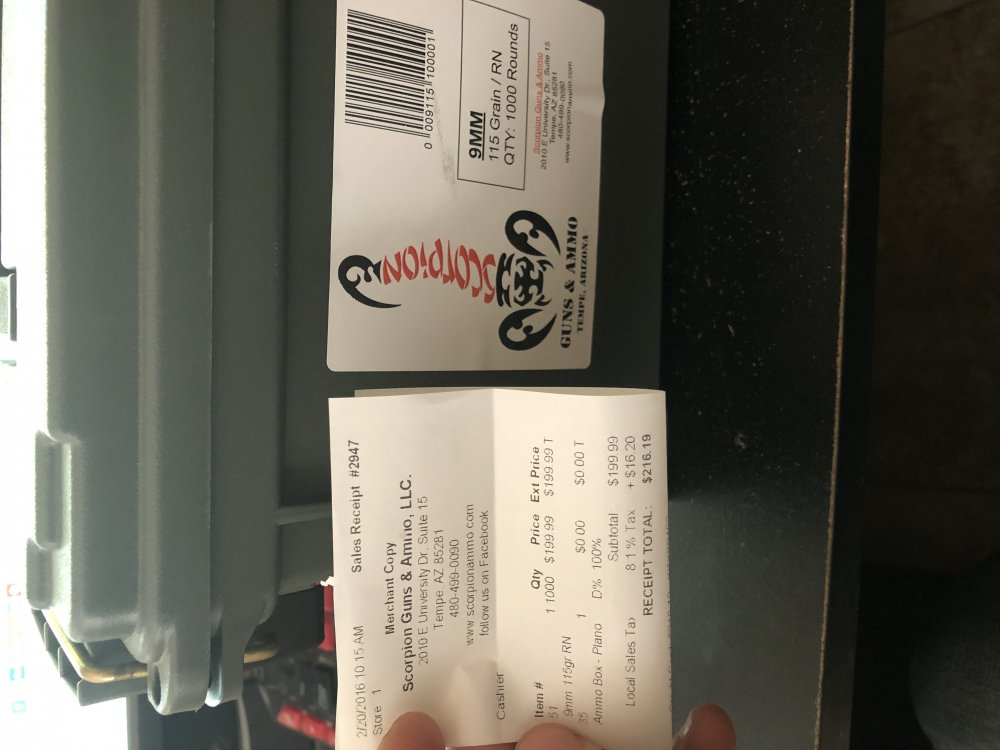 0 009115 100001
9MM
115 Grain / RN
QTY: 1000 Rounds
Scorpion Guns & Ammo
2010 E University Dr., Suite 15
Tempe, AZ 85281
480-499-0090
www.scorpionammo.com
SCORPION
GUNS & AMMO
TEMPE, ARIZONA
2/20/2016 10:15 AM Sales Receipt #2947
Store 1
Merchant Copy
Scorpion Guns & Ammo, LLC.
2010 E University Dr, Suite 15
Tempe AZ 85281
480-499-0090
www scorpionammo com
follow us on Facebook
Cashier
Item # Qty Price Ext Price
51 1 1000 $199.99 $199.99 T
9mm 115gr RN
35 1 $0 00 $0.00 T
Ammo Box - Plano D% 100%
Subtotal $199.99
Local Sales Tax 8 1 % Tax + $16.20
RECEIPT TOTAL: $216.19